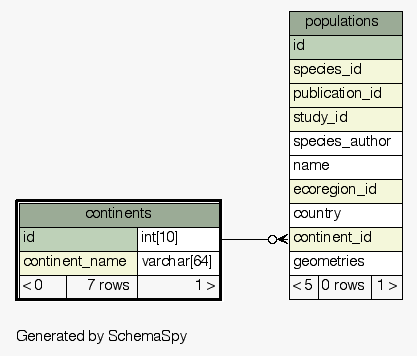 populations
id
species_id
publication_id
study_id
species_author
name
ecoregion_id
country
continent_id
geometries
< 5 0 rows 1 >
continents
id int[10]
continent_name varchar[64]
< 0 7 rows 1 >
Generated by SchemaSpy